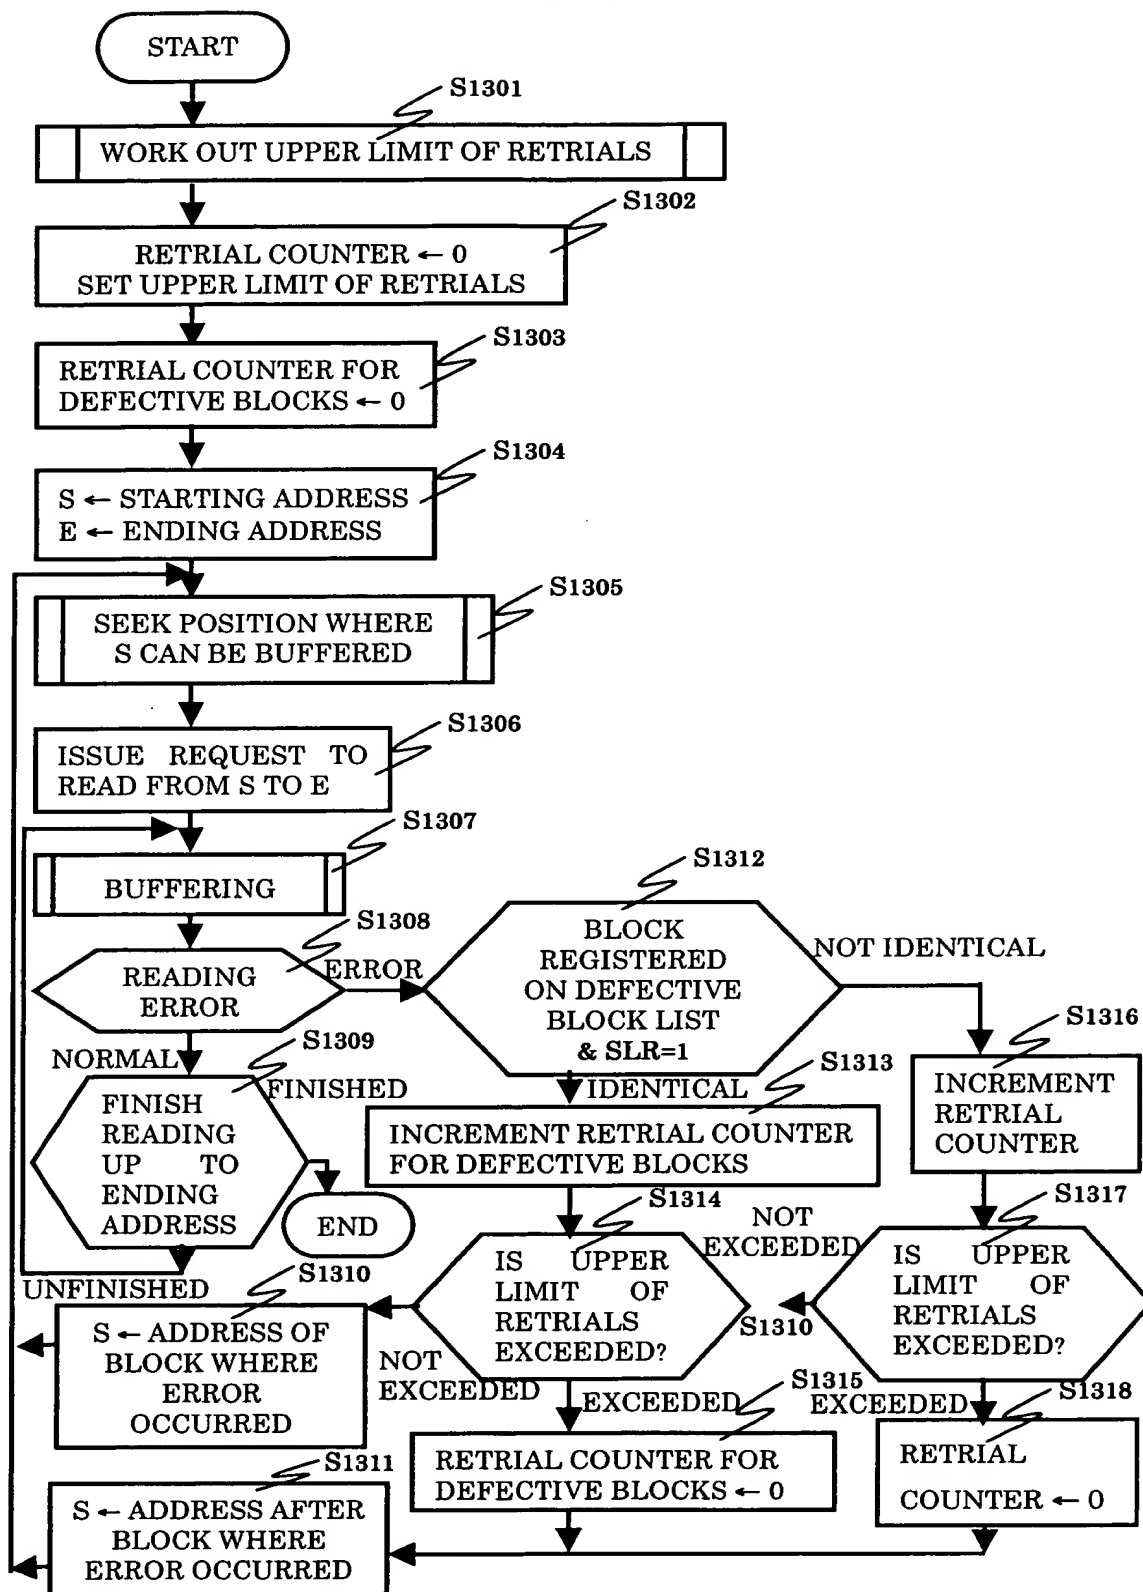 START
S1301
WORK OUT UPPER LIMIT OF RETRIALS
S1302
RETRIAL COUNTER ← 0
SET UPPER LIMIT OF RETRIALS
S1303
RETRIAL COUNTER FOR
DEFECTIVE BLOCKS ← 0
S1304
S ← STARTING ADDRESS
E ← ENDING ADDRESS
S1305
SEEK POSITION WHERE
S CAN BE BUFFERED
S1306
ISSUE REQUEST TO
READ FROM S TO E
S1307
BUFFERING
S1308
READING
ERROR
ERROR
NORMAL
S1309
FINISHED
FINISH
READING
UP TO
ENDING
ADDRESS
END
UNFINISHED
S1312
BLOCK
REGISTERED
ON DEFECTIVE
BLOCK LIST
& SLR=1
NOT IDENTICAL
IDENTICAL
S1313
INCREMENT RETRIAL COUNTER
FOR DEFECTIVE BLOCKS
S1316
INCREMENT
RETRIAL
COUNTER
S1314
IS UPPER
LIMIT OF
RETRIALS
EXCEEDED?
NOT
EXCEEDED
S1310
S1317
IS UPPER
LIMIT OF
RETRIALS
EXCEEDED?
S1310
S ← ADDRESS OF
BLOCK WHERE
ERROR
OCCURRED
NOT
EXCEEDED
EXCEEDED
S1315
RETRIAL COUNTER FOR
DEFECTIVE BLOCKS ← 0
EXCEEDED
S1318
RETRIAL
COUNTER ← 0
S1311
S ← ADDRESS AFTER
BLOCK WHERE
ERROR OCCURRED